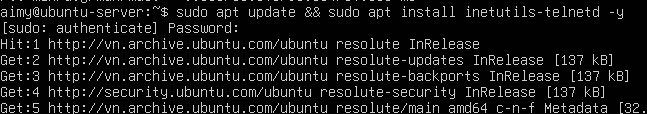 aimy@ubuntu-server:~$ sudo apt update && sudo apt install inetutils-telnetd -y
[sudo: authenticate] Password:
Hit:1 http://vn.archive.ubuntu.com/ubuntu resolute InRelease
Get:2 http://vn.archive.ubuntu.com/ubuntu resolute-updates InRelease [137 kB]
Get:3 http://vn.archive.ubuntu.com/ubuntu resolute-backports InRelease [137 kB]
Get:4 http://security.ubuntu.com/ubuntu resolute-security InRelease [137 kB]
Get:5 http://vn.archive.ubuntu.com/ubuntu resolute/main amd64 c-n-f Metadata [32.